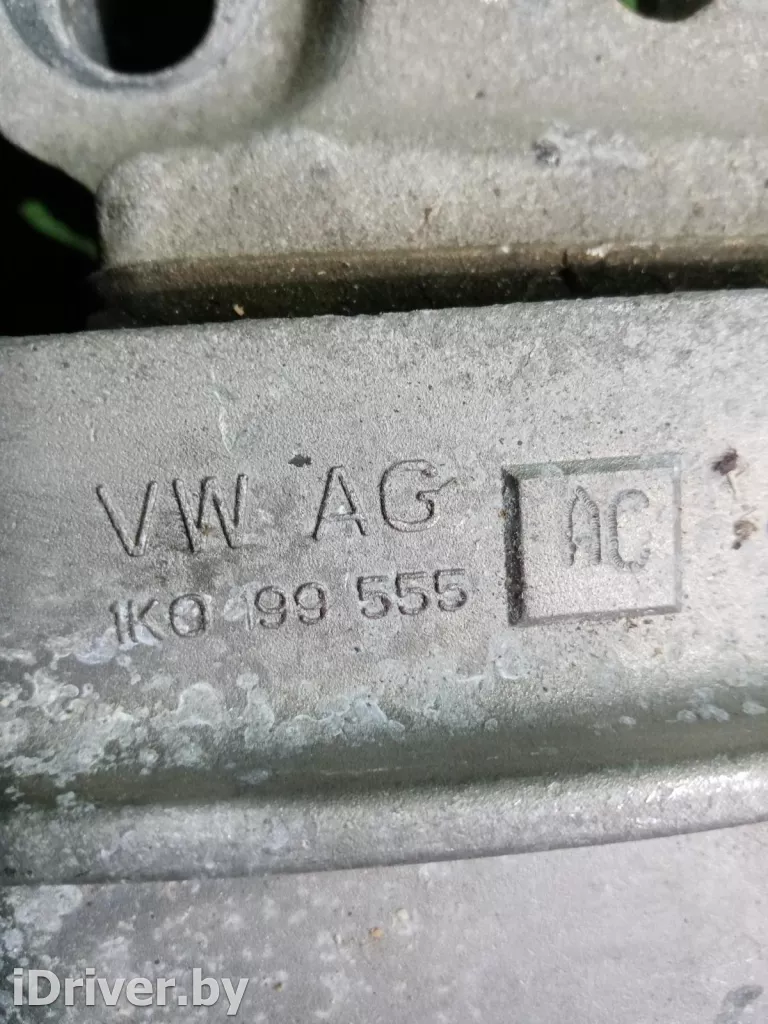 VW AG
AC
1K0 199 555
iDriver.by